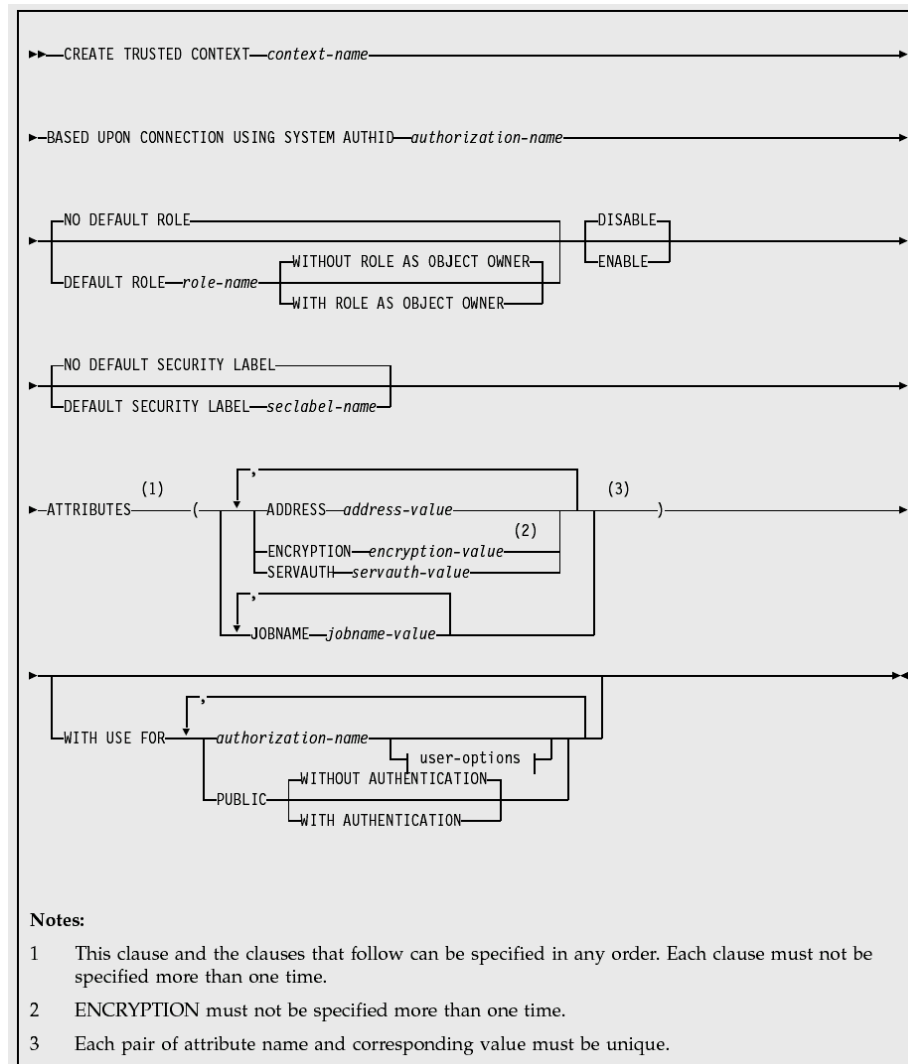 CREATE TRUSTED CONTEXT context-name
BASED UPON CONNECTION USING SYSTEM AUTHID authorization-name
NO DEFAULT ROLE
DISABLE
ENABLE
DEFAULT ROLE role-name
WITHOUT ROLE AS OBJECT OWNER
WITH ROLE AS OBJECT OWNER
NO DEFAULT SECURITY LABEL
DEFAULT SECURITY LABEL seclabel-name
,
ATTRIBUTES (1) ( ADDRESS address-value (3) )
ENCRYPTION encryption-value (2)
SERVAUTH servauth-value
,
JOBNAME jobname-value
,
WITH USE FOR authorization-name
user-options
WITHOUT AUTHENTICATION
PUBLIC
WITH AUTHENTICATION
Notes:
1 This clause and the clauses that follow can be specified in any order. Each clause must not be
specified more than one time.
2 ENCRYPTION must not be specified more than one time.
3 Each pair of attribute name and corresponding value must be unique.